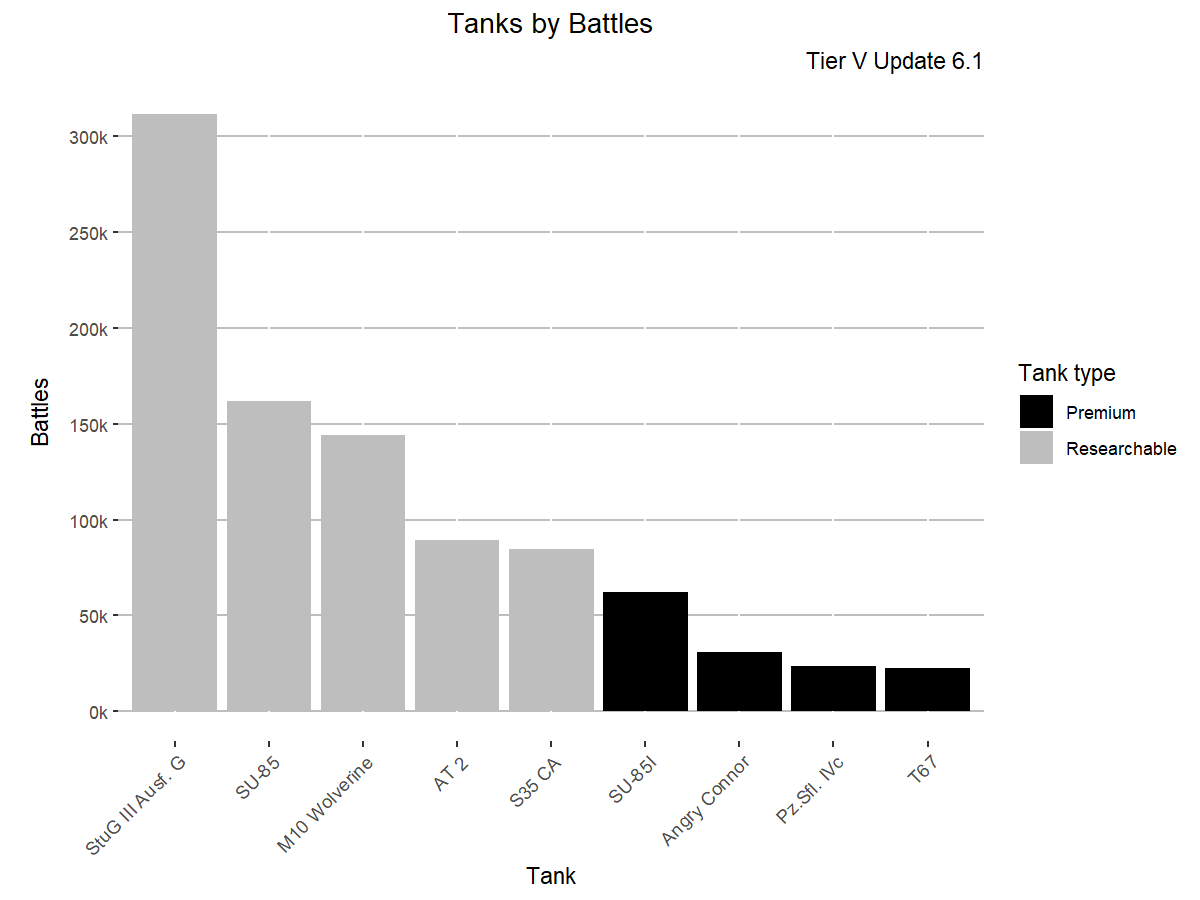 Tanks by Battles
Tier V Update 6.1
300k
250k
200k
150k
100k
50k
0k
Battles
StuG III Ausf. G
SU-85
M10 Wolverine
AT 2
S35 CA
SU-85I
Angry Connor
Pz.Sfl. IVc
T67
Tank
Tank type
Premium
Researchable